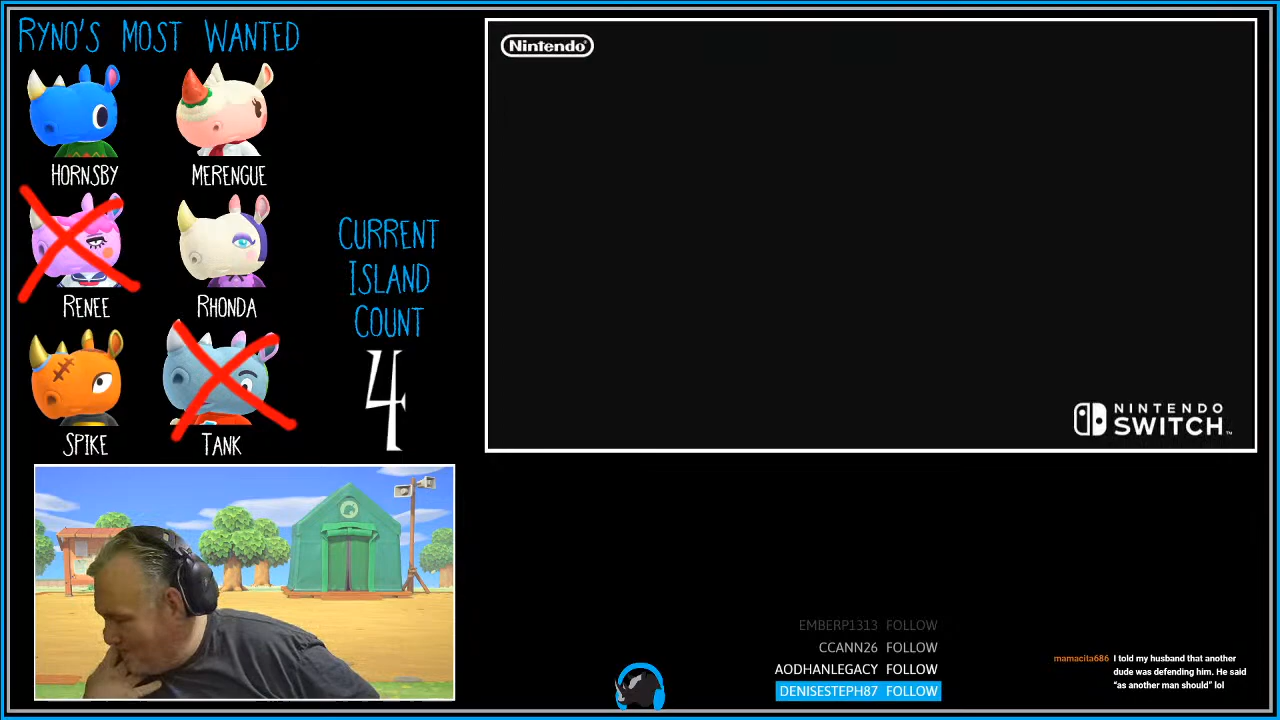 RYNO'S MOST WANTED
HORNSBY
MERENGUE
RENEE
RHONDA
SPIKE
TANK
CURRENT
ISLAND
COUNT
4
Nintendo
NINTENDO
SWITCH
EMBERP1313 FOLLOW
CCANN26 FOLLOW
AODHANLEGACY FOLLOW
DENISESTEPH87 FOLLOW
mamacita686 I told my husband that another
dude was defending him. He said
“as another man should” lol